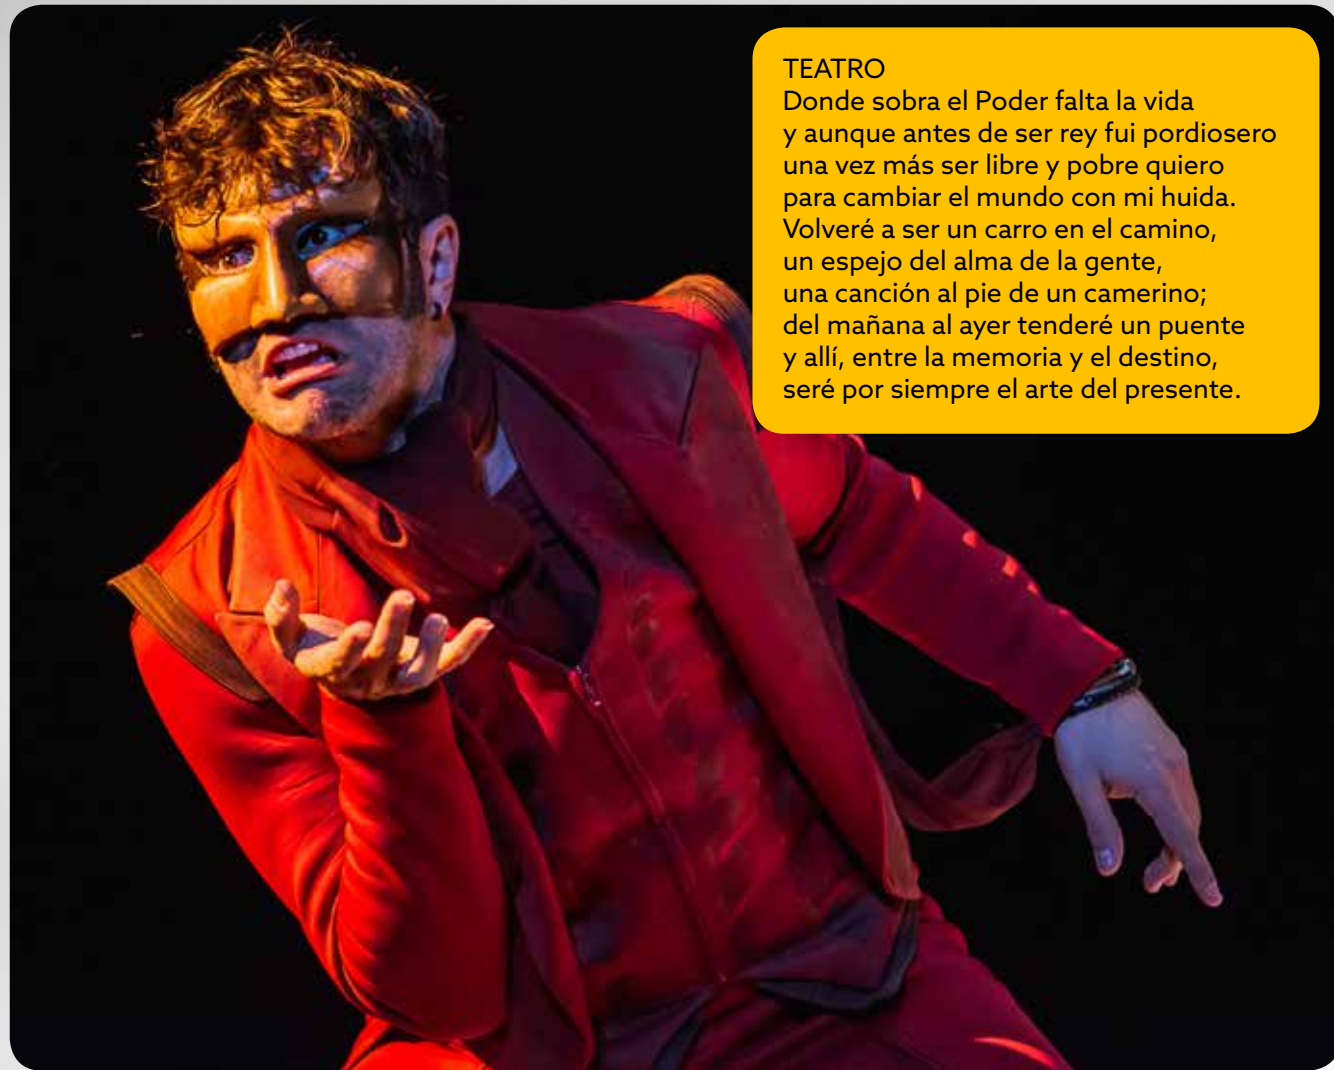 TEATRO
Donde sobra el Poder falta la vida
y aunque antes de ser rey fui pordiosero
una vez más ser libre y pobre quiero
para cambiar el mundo con mi huida.
Volveré a ser un carro en el camino,
un espejo del alma de la gente,
una canción al pie de un camerino;
del mañana al ayer tenderé un puente
y allí, entre la memoria y el destino,
seré por siempre el arte del presente.